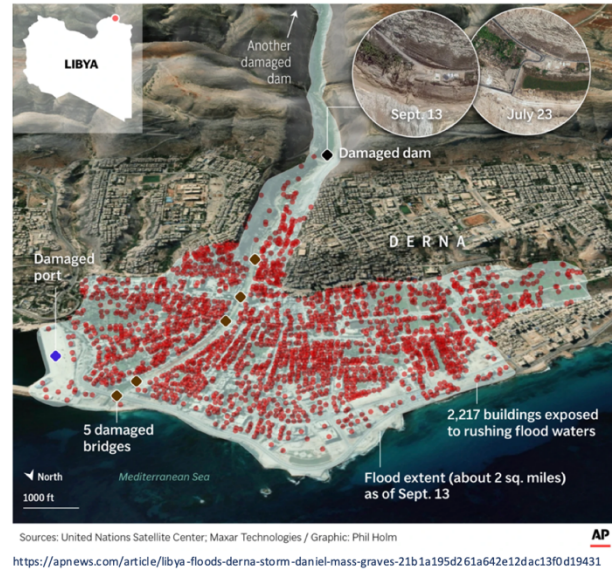 LIBYA
Another
damaged
dam
Sept. 13
July 23
Damaged dam
DERNA
Damaged
port
5 damaged
bridges
2,217 buildings exposed
to rushing flood waters
Flood extent (about 2 sq. miles)
as of Sept. 13
North
1000 ft
Mediterranean Sea
Sources: United Nations Satellite Center; Maxar Technologies / Graphic: Phil Holm
AP
https://apnews.com/article/libya-floods-derna-storm-daniel-mass-graves-21b1a195d261a642e12dac13f0d19431